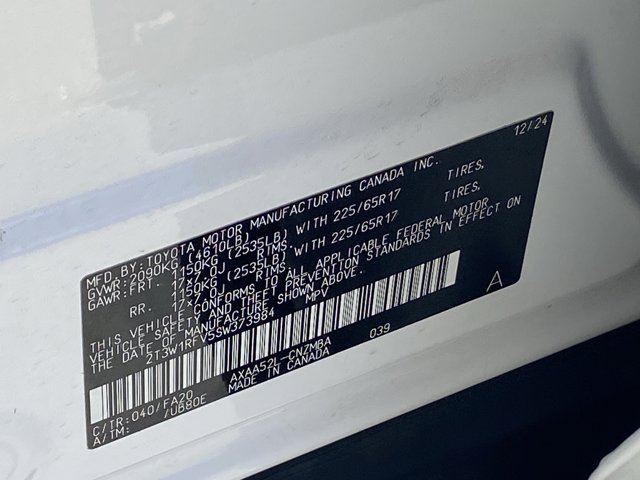 MFD.BY:TOYOTA MOTOR MANUFACTURING CANADA INC. 12/24
GVWR:2090KG (4610LB)
GAWR:FRT. 1150KG (2535LB) WITH 225/65R17 TIRES,
17x7.0J RIMS.
RR. 1150KG (2535LB) WITH 225/65R17 TIRES,
17x7.0J RIMS.
THIS VEHICLE CONFORMS TO ALL APPLICABLE FEDERAL MOTOR
VEHICLE SAFETY AND THEFT PREVENTION STANDARDS IN EFFECT ON
THE DATE OF MANUFACTURE SHOWN ABOVE.
2T3W1RFV5SW373984 MPV A
039
C/TR:040/FA20 AXAA52L-CNZMBA
A/TM: /UB80E MADE IN CANADA